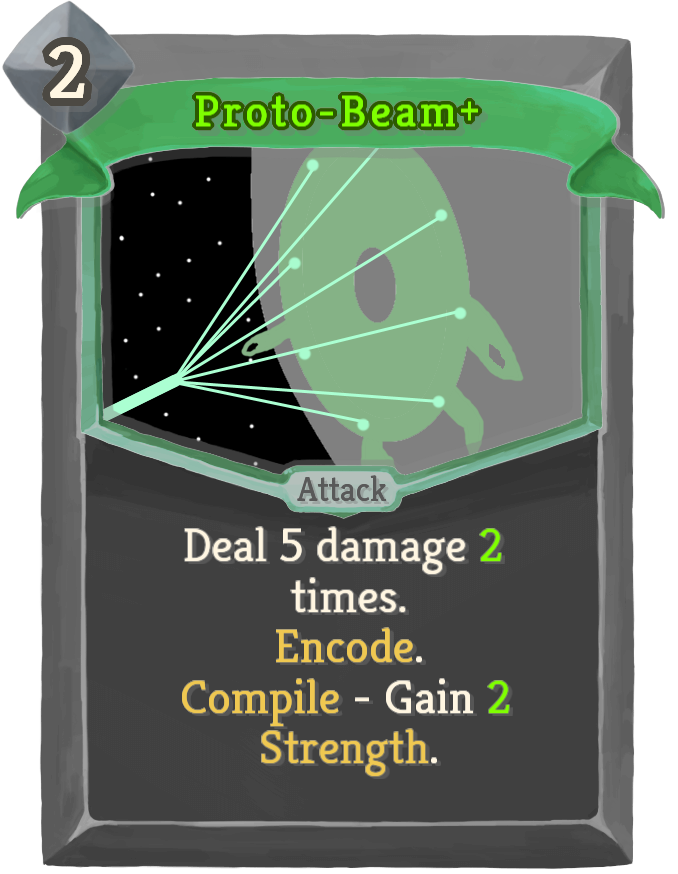 2
Proto-Beam+
Attack
Deal 5 damage 2
times.
Encode.
Compile - Gain 2
Strength.